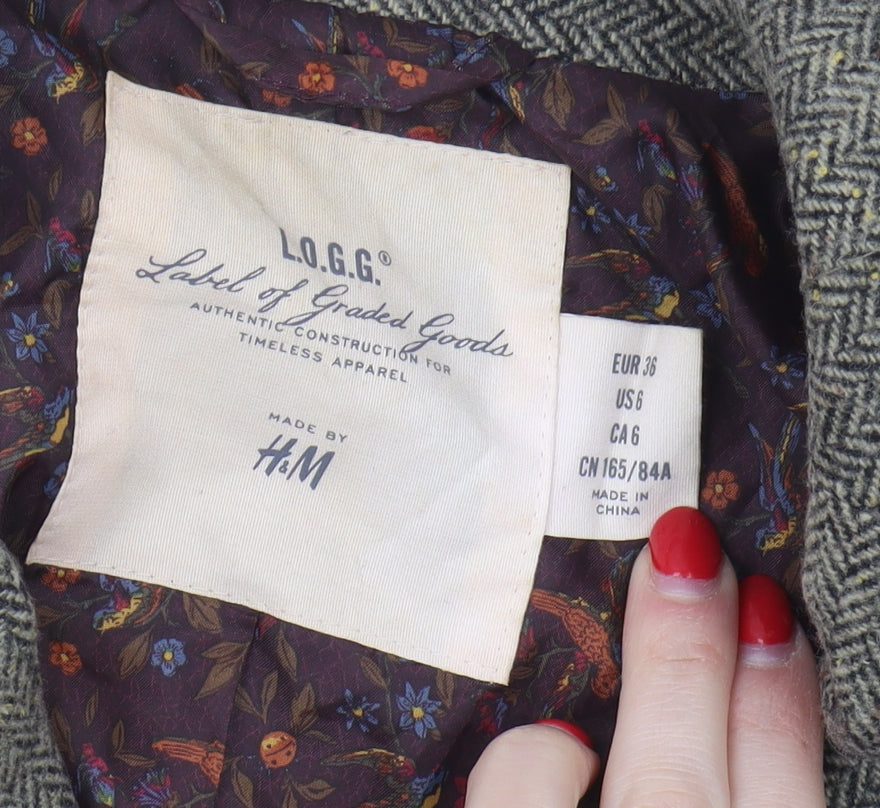 L.O.G.G.®
Label of Graded Goods
AUTHENTIC CONSTRUCTION FOR
TIMELESS APPAREL
MADE BY
H&M
EUR 36
US 6
CA 6
CN 165/84A
MADE IN
CHINA